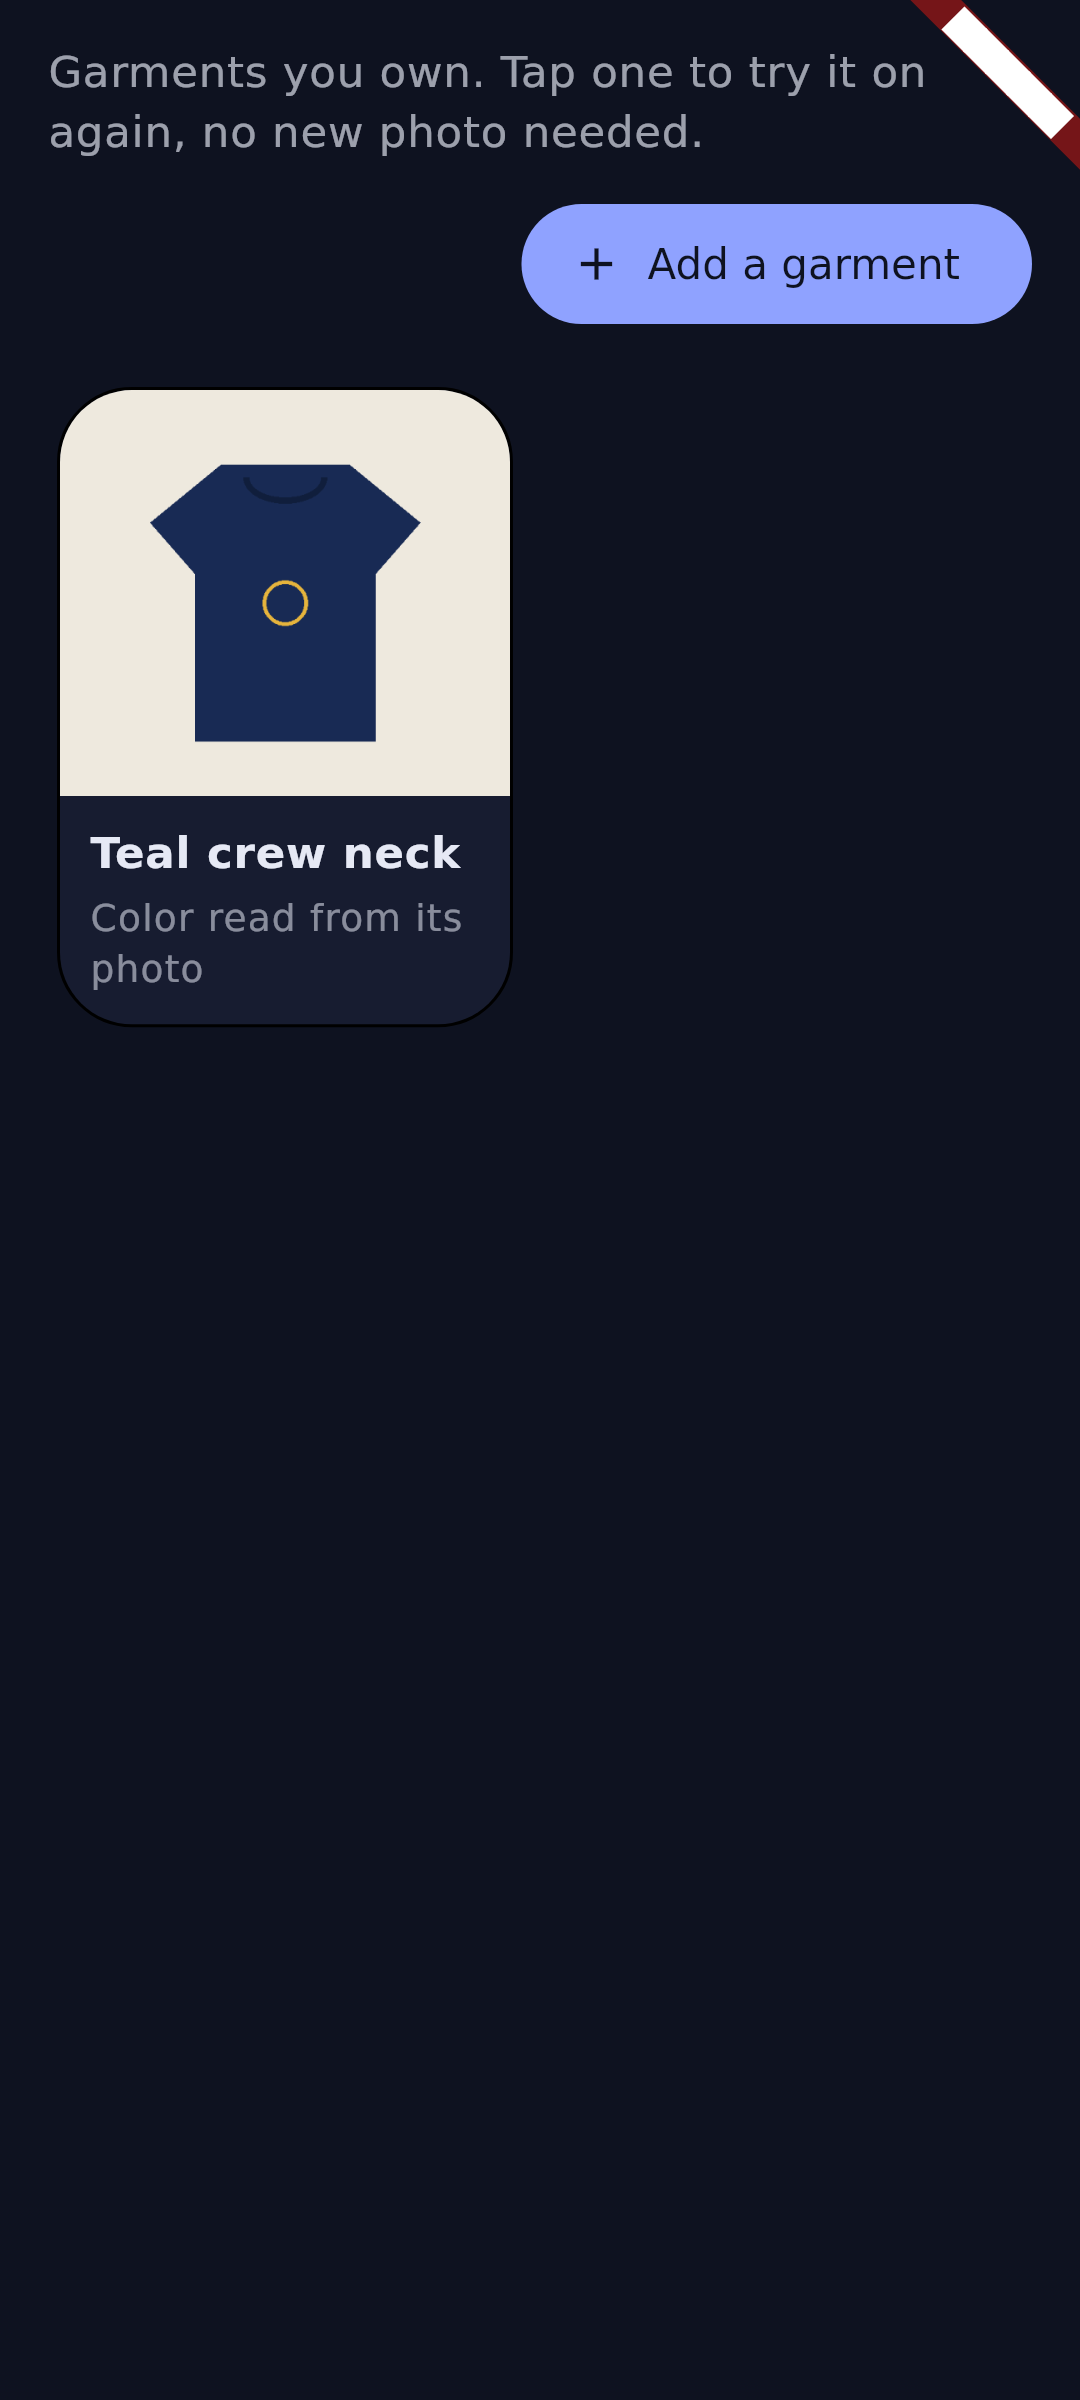 Garments you own. Tap one to try it on
again, no new photo needed.
+ Add a garment
Teal crew neck
Color read from its
photo